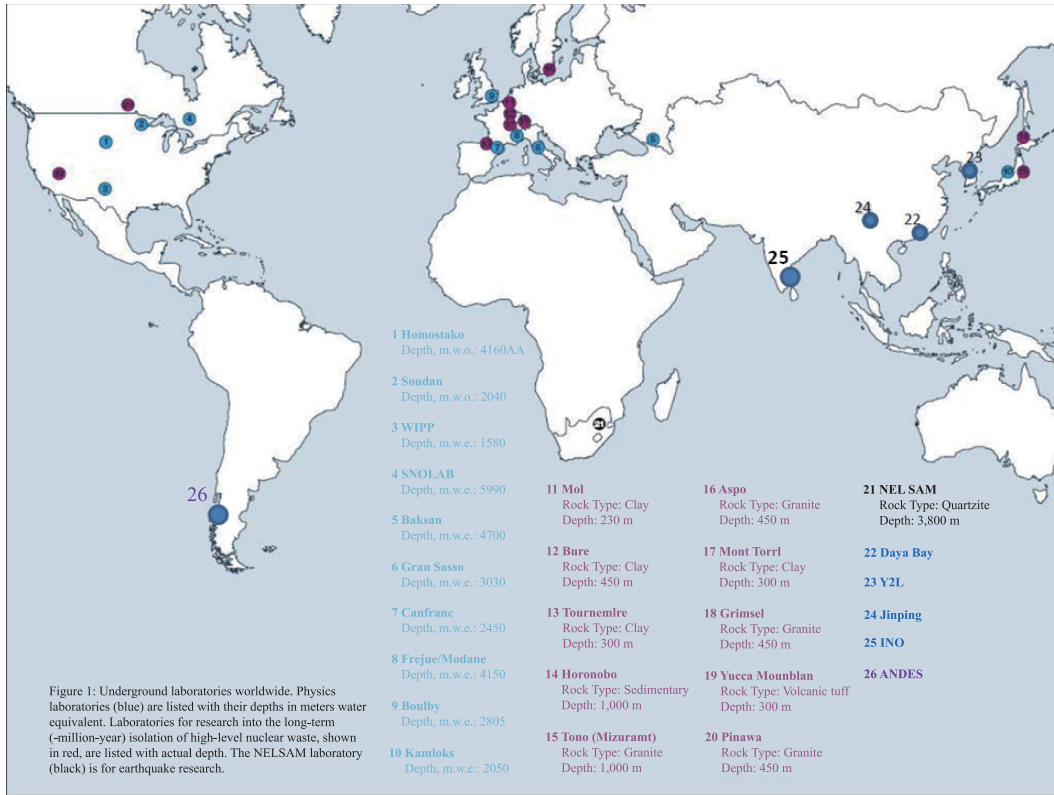 1
2
3
4
5
6
7
8
9
10
21
22
23
24
25
26
1 Homostako
Depth, m.w.o.: 4160AA
2 Soudan
Depth, m.w.o.: 2040
3 WIPP
Depth, m.w.e.: 1580
4 SNOLAB
Depth, m.w.e.: 5990
5 Baksan
Depth, m.w.e.: 4700
6 Gran Sasso
Depth, m.w.e.: 3030
7 Canfranc
Depth, m.w.e.: 2450
8 Frejue/Modane
Depth, m.w.e.: 4150
9 Boulby
Depth, m.w.e.: 2805
10 Kamloks
Depth, m.w.e.: 2050
11 Mol
Rock Type: Clay
Depth: 230 m
12 Bure
Rock Type: Clay
Depth: 450 m
13 Tournemlre
Rock Type: Clay
Depth: 300 m
14 Horonobo
Rock Type: Sedimentary
Depth: 1,000 m
15 Tono (Mizuramt)
Rock Type: Granite
Depth: 1,000 m
16 Aspo
Rock Type: Granite
Depth: 450 m
17 Mont Torrl
Rock Type: Clay
Depth: 300 m
18 Grimsel
Rock Type: Granite
Depth: 450 m
19 Yucca Mounblan
Rock Type: Volcanic tuff
Depth: 300 m
20 Pinawa
Rock Type: Granite
Depth: 450 m
21 NEL SAM
Rock Type: Quartzite
Depth: 3,800 m
22 Daya Bay
23 Y2L
24 Jinping
25 INO
26 ANDES
Figure 1: Underground laboratories worldwide. Physics
laboratories (blue) are listed with their depths in meters water
equivalent. Laboratories for research into the long-term
(-million-year) isolation of high-level nuclear waste, shown
in red, are listed with actual depth. The NELSAM laboratory
(black) is for earthquake research.